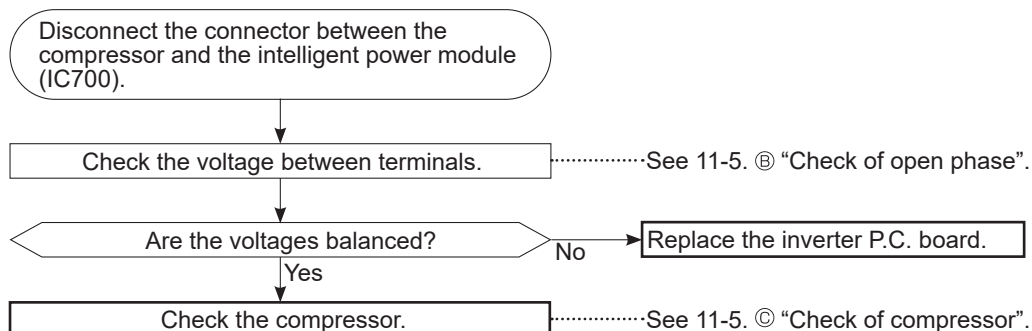 Disconnect the connector between the
compressor and the intelligent power module
(IC700).
Check the voltage between terminals.
See 11-5. Ⓑ “Check of open phase”.
Are the voltages balanced?
No
Replace the inverter P.C. board.
Yes
Check the compressor.
See 11-5. Ⓒ “Check of compressor”.